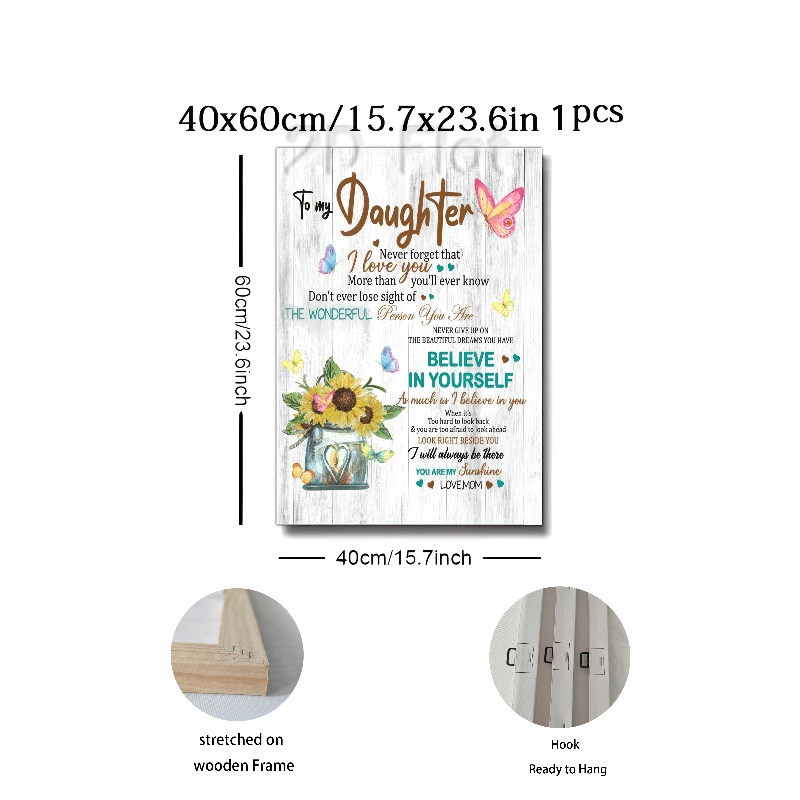 40x60cm/15.7x23.6in 1pcs
2D Flat
60cm/23.6inch
To my Daughter
Never forget that
I love you
More than you'll ever know
Don't ever lose sight of
THE WONDERFUL Person You Are
NEVER GIVE UP ON
THE BEAUTIFUL DREAMS YOU HAVE
BELIEVE
IN YOURSELF
As much as I believe in you
When it's
Too hard to look back
& you are too afraid to look ahead
LOOK RIGHT BESIDE YOU
I will always be there
YOU ARE MY Sunshine
LOVE,MOM
40cm/15.7inch
stretched on
wooden Frame
Hook
Ready to Hang